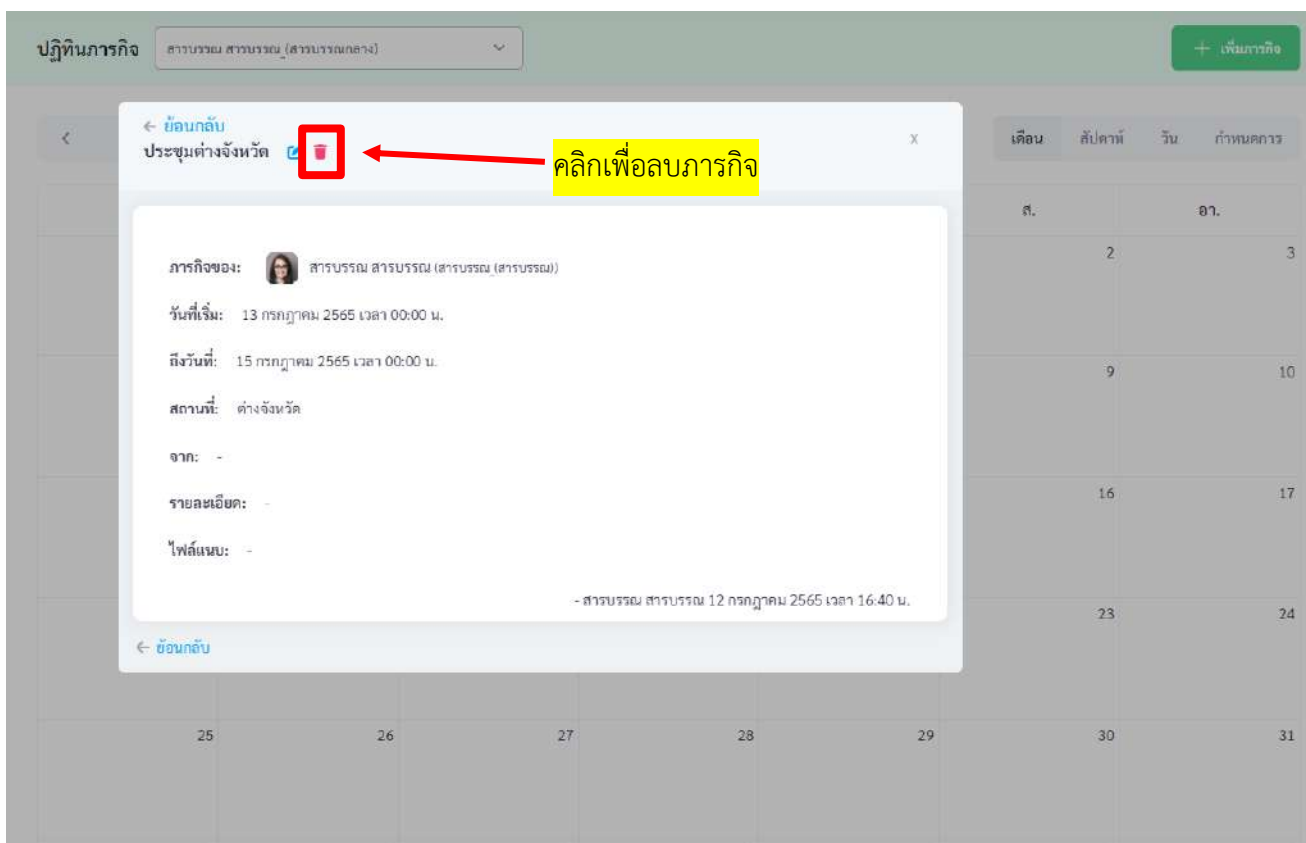 ปฏิทินภารกิจ สารบรรณ สารบรรณ_(สารบรรณกลาง) + เพิ่มภารกิจ
← ย้อนกลับ
ประชุมต่างจังหวัด
x
คลิกเพื่อลบภารกิจ
เดือน สัปดาห์ วัน กำหนดการ
ส. อา.
ภารกิจของ: สารบรรณ สารบรรณ (สารบรรณ_(สารบรรณ))
วันที่เริ่ม: 13 กรกฎาคม 2565 เวลา 00:00 น.
ถึงวันที่: 15 กรกฎาคม 2565 เวลา 00:00 น.
สถานที่: ต่างจังหวัด
จาก: -
รายละเอียด: -
ไฟล์แนบ: -
- สารบรรณ สารบรรณ 12 กรกฎาคม 2565 เวลา 16:40 น.
← ย้อนกลับ
2 3
9 10
16 17
23 24
25 26 27 28 29 30 31